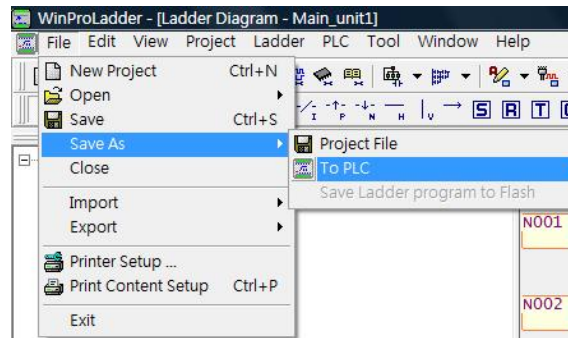 WinProLadder - [Ladder Diagram - Main_unit1]
File Edit View Project Ladder PLC Tool Window Help
New Project Ctrl+N
Open
Save Ctrl+S
Save As
Close
Import
Export
Printer Setup ...
Print Content Setup Ctrl+P
Exit
Project File
To PLC
Save Ladder program to Flash
I P N H V S R T
N001
N002